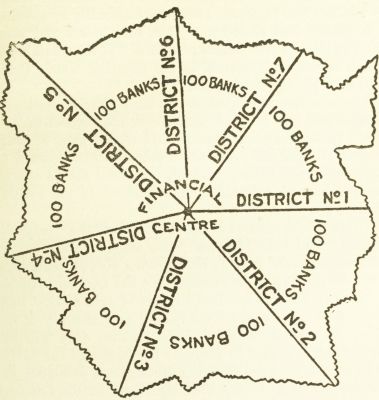 DISTRICT Nº6
100 BANKS
DISTRICT Nº7
100 BANKS
DISTRICT Nº1
100 BANKS
DISTRICT Nº2
100 BANKS
DISTRICT Nº3
100 BANKS
DISTRICT Nº4
100 BANKS
DISTRICT Nº5
100 BANKS
FINANCIAL
CENTRE